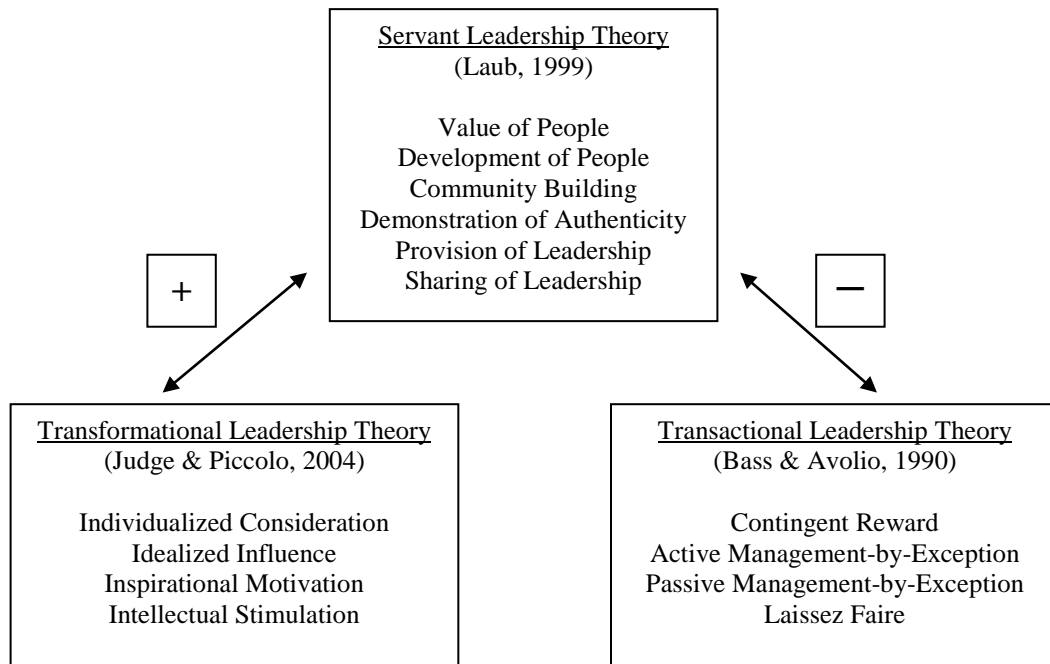 Servant Leadership Theory
(Laub, 1999)
Value of People
Development of People
Community Building
Demonstration of Authenticity
Provision of Leadership
Sharing of Leadership
+
−
Transformational Leadership Theory
(Judge & Piccolo, 2004)
Individualized Consideration
Idealized Influence
Inspirational Motivation
Intellectual Stimulation
Transactional Leadership Theory
(Bass & Avolio, 1990)
Contingent Reward
Active Management-by-Exception
Passive Management-by-Exception
Laissez Faire